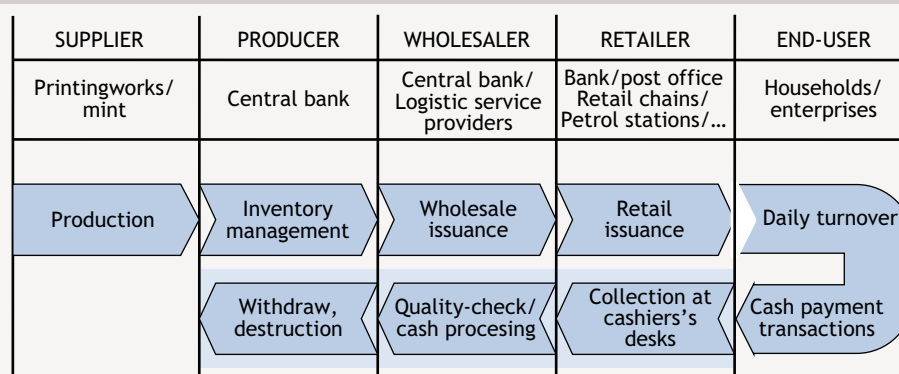 SUPPLIER
PRODUCER
WHOLESALER
RETAILER
END-USER
Printingworks/
mint
Central bank
Central bank/
Logistic service
providers
Bank/post office
Retail chains/
Petrol stations/…
Households/
enterprises
Production
Inventory
management
Wholesale
issuance
Retail
issuance
Daily turnover
Withdraw,
destruction
Quality-check/
cash procesing
Collection at
cashiers's
desks
Cash payment
transactions